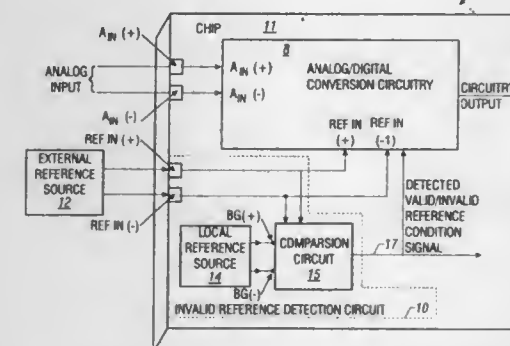 CHIP
11
8
A_IN (+)
ANALOG
INPUT
A_IN (-)
A_IN (+)
A_IN (-)
ANALOG/DIGITAL
CONVERSION CIRCUITRY
REF IN
(+)
REF IN
(-1)
CIRCUITRY
OUTPUT
REF IN (+)
EXTERNAL
REFERENCE
SOURCE
12
REF IN (-)
DETECTED
VALID/INVALID
REFERENCE
CONDITION
SIGNAL
LOCAL
REFERENCE
SOURCE
14
BG(+)
BG(-)
COMPARSION
CIRCUIT
15
17
INVALID REFERENCE DETECTION CIRCUIT
10